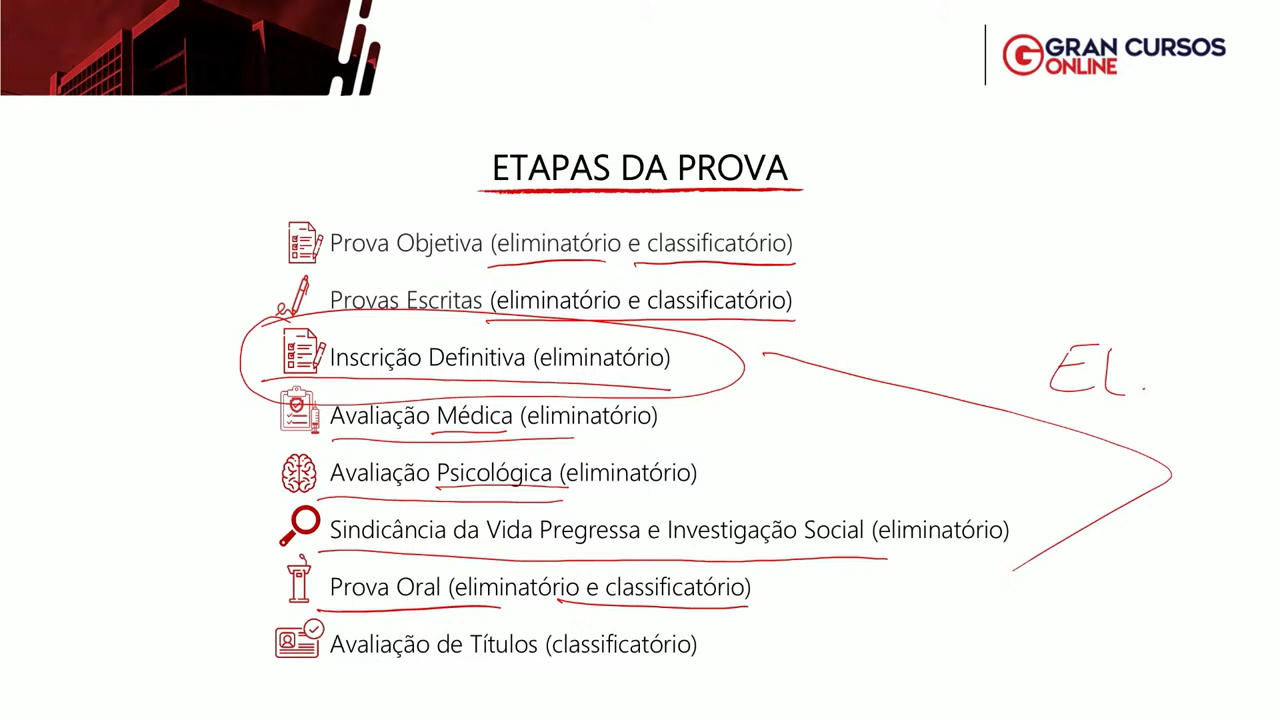 GRAN CURSOS
ONLINE
ETAPAS DA PROVA
Prova Objetiva (eliminatório e classificatório)
Provas Escritas (eliminatório e classificatório)
Inscrição Definitiva (eliminatório)
EL.
Avaliação Médica (eliminatório)
Avaliação Psicológica (eliminatório)
Sindicância da Vida Pregressa e Investigação Social (eliminatório)
Prova Oral (eliminatório e classificatório)
Avaliação de Títulos (classificatório)